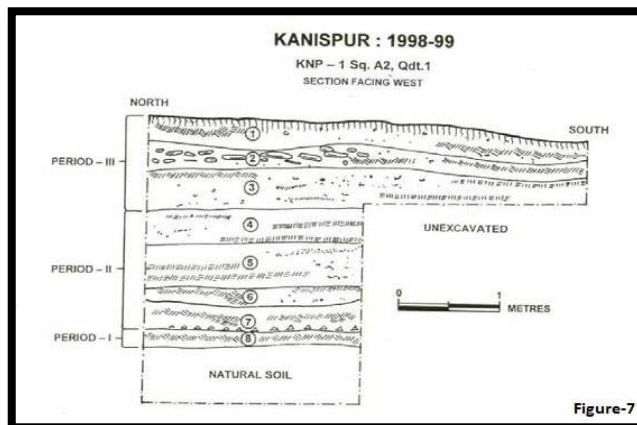 KANISPUR : 1998-99
KNP – 1 Sq. A2, Qdt.1
SECTION FACING WEST
NORTH
SOUTH
1
PERIOD – III
2
3
4
UNEXCAVATED
5
PERIOD – II
6
0 1
METRES
7
PERIOD – I
8
NATURAL SOIL
Figure-7